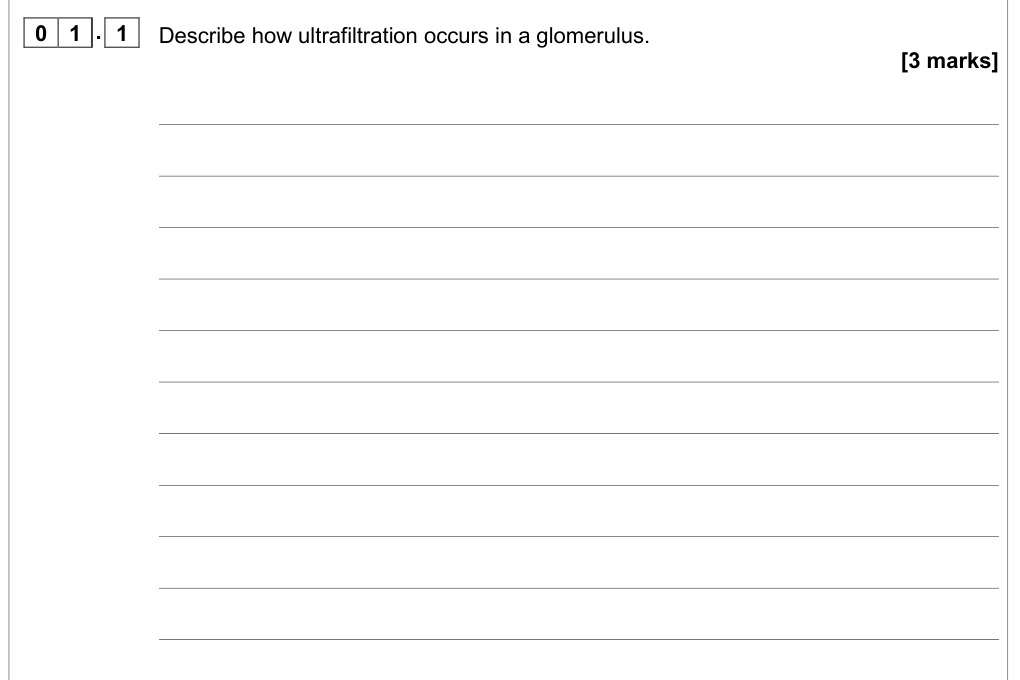 0 1 . 1 Describe how ultrafiltration occurs in a glomerulus.
[3 marks]